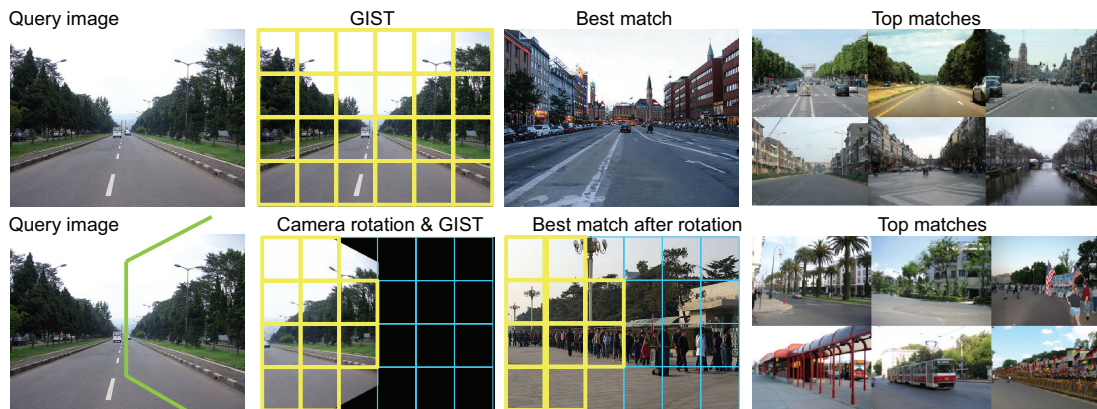 Query image
GIST
Best match
Top matches
Query image
Camera rotation & GIST
Best match after rotation
Top matches